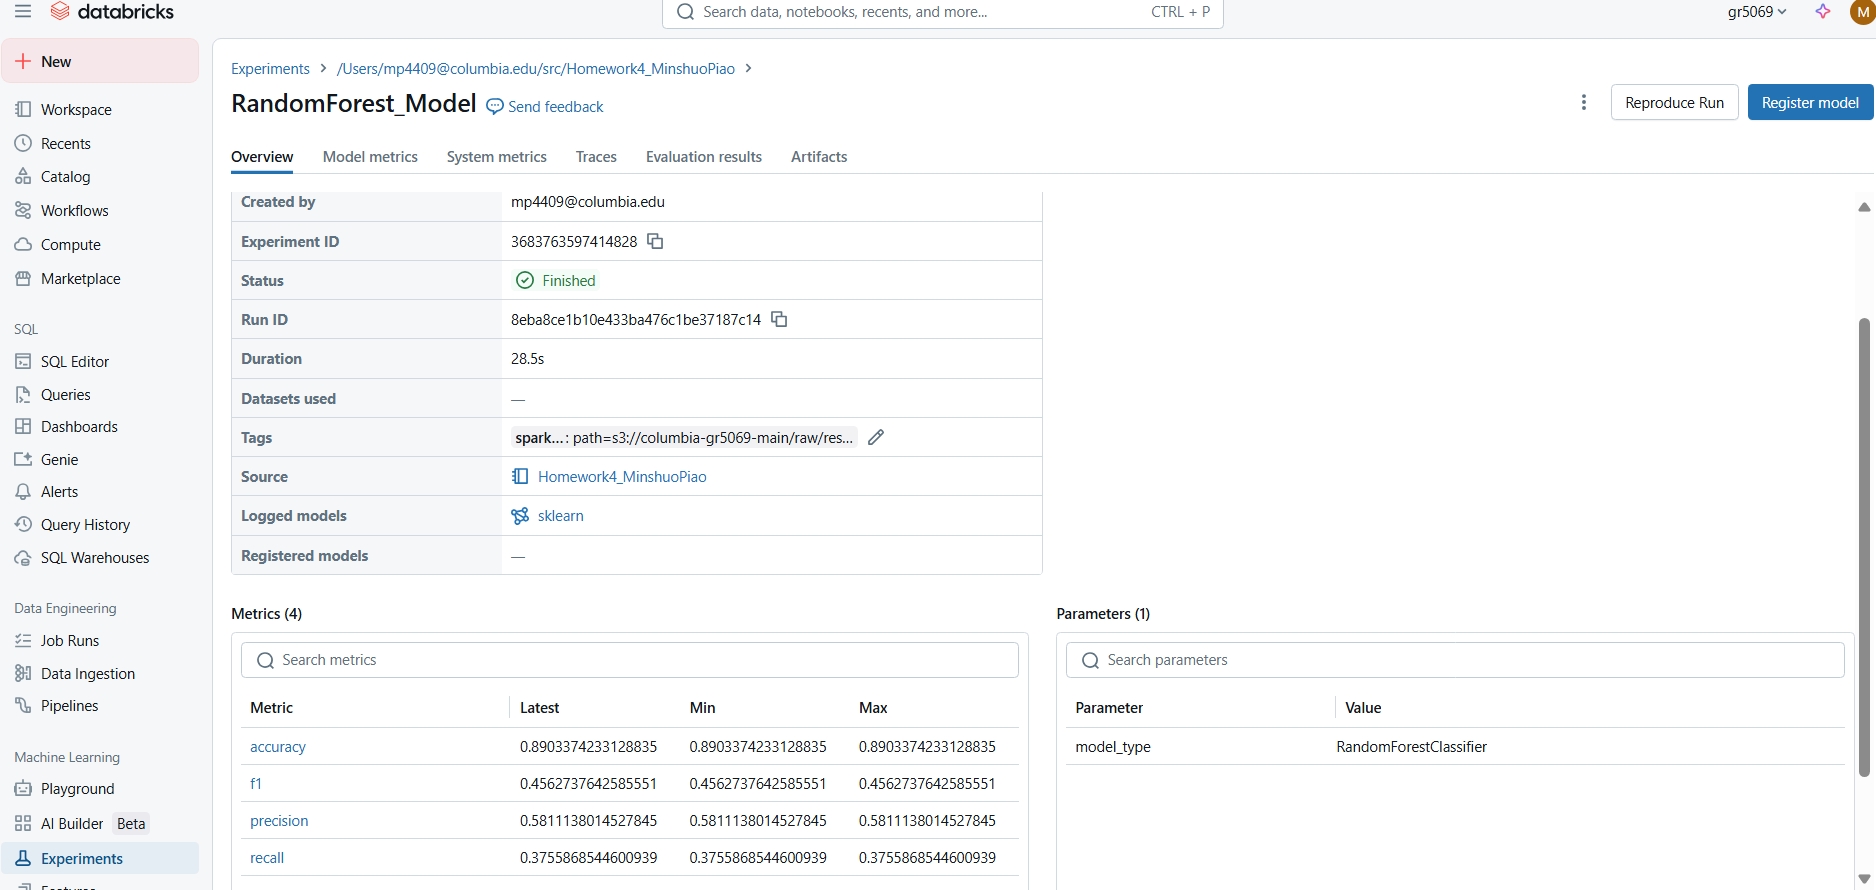 databricks
Search data, notebooks, recents, and more...
CTRL + P
gr5069
M
New
Workspace
Recents
Catalog
Workflows
Compute
Marketplace
SQL
SQL Editor
Queries
Dashboards
Genie
Alerts
Query History
SQL Warehouses
Data Engineering
Job Runs
Data Ingestion
Pipelines
Machine Learning
Playground
AI Builder Beta
Experiments
Features
Experiments > /Users/mp4409@columbia.edu/src/Homework4_MinshuoPiao >
RandomForest_Model
Send feedback
Reproduce Run
Register model
Overview Model metrics System metrics Traces Evaluation results Artifacts
Created by mp4409@columbia.edu
Experiment ID 3683763597414828
Status Finished
Run ID 8eba8ce1b10e433ba476c1be37187c14
Duration 28.5s
Datasets used —
Tags spark...: path=s3://columbia-gr5069-main/raw/res...
Source Homework4_MinshuoPiao
Logged models sklearn
Registered models —
Metrics (4)
Search metrics
Metric Latest Min Max
accuracy 0.8903374233128835 0.8903374233128835 0.8903374233128835
f1 0.4562737642585551 0.4562737642585551 0.4562737642585551
precision 0.5811138014527845 0.5811138014527845 0.5811138014527845
recall 0.3755868544600939 0.3755868544600939 0.3755868544600939
Parameters (1)
Search parameters
Parameter Value
model_type RandomForestClassifier